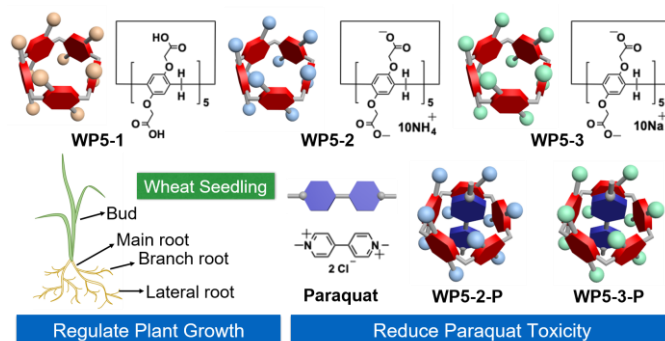 HO
O
O
H
H
5
O
O
OH
WP5-1
⁻O
O
O
H
H
5
O
O
O⁻
10NH₄⁺
WP5-2
⁻O
O
O
H
H
5
O
O
O⁻
10Na⁺
WP5-3
Wheat Seedling
Bud
Main root
Branch root
Lateral root
N⁺
⁺N
2 Cl⁻
Paraquat
WP5-2-P
WP5-3-P
Regulate Plant Growth
Reduce Paraquat Toxicity